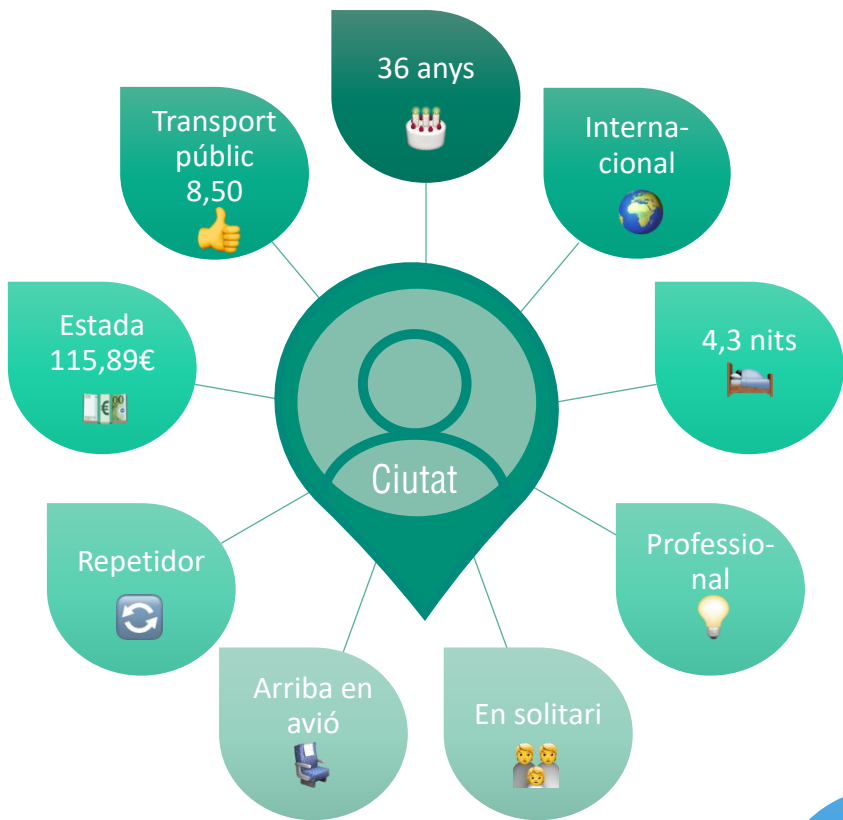 36 anys
Interna-
cional
4,3 nits
Professio-
nal
En solitari
Arriba en
avió
Repetidor
Estada
115,89€
Transport
públic
8,50
Ciutat